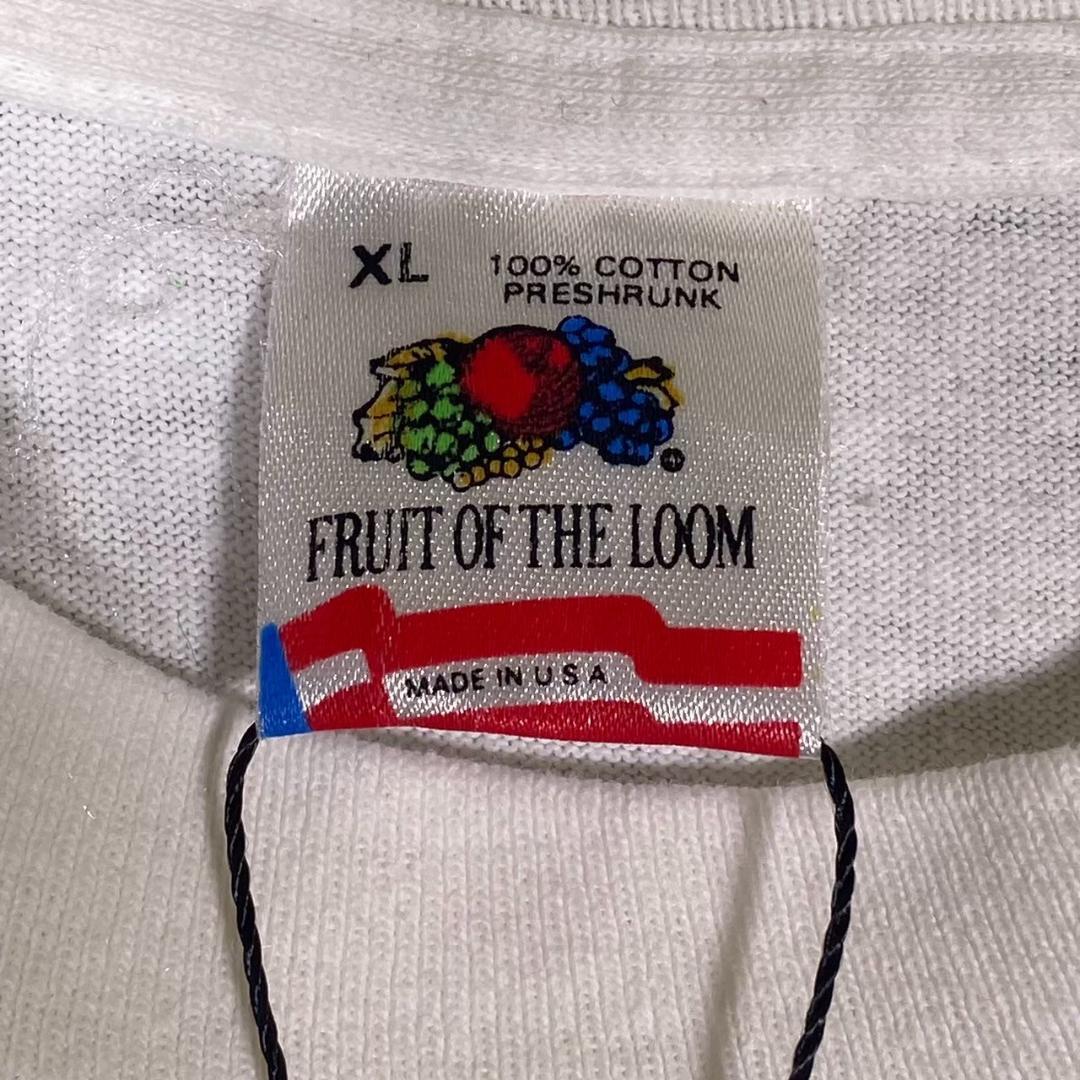 XL
100% COTTON
PRESHRUNK
®
FRUIT OF THE LOOM
MADE IN U S A